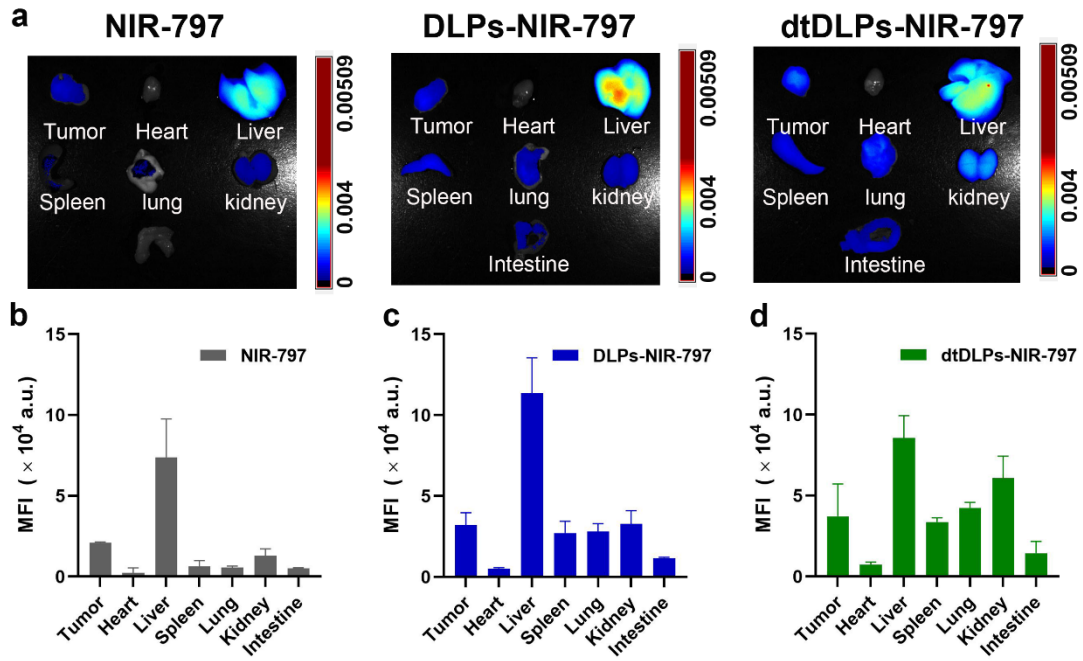 a
NIR-797
DLPs-NIR-797
dtDLPs-NIR-797
Tumor Heart Liver
Spleen lung kidney
0 0.004 0.00509
Tumor Heart Liver
Spleen lung kidney
Intestine
0 0.004 0.00509
Tumor Heart Liver
Spleen lung kidney
Intestine
0 0.004 0.00509
b
NIR-797
MFI (× 10⁴ a.u.)
15
10
5
0
Tumor Heart Liver Spleen Lung Kidney Intestine
c
DLPs-NIR-797
MFI (× 10⁴ a.u.)
15
10
5
0
Tumor Heart Liver Spleen Lung Kidney Intestine
d
dtDLPs-NIR-797
MFI (× 10⁴ a.u.)
15
10
5
0
Tumor Heart Liver Spleen Lung Kidney Intestine